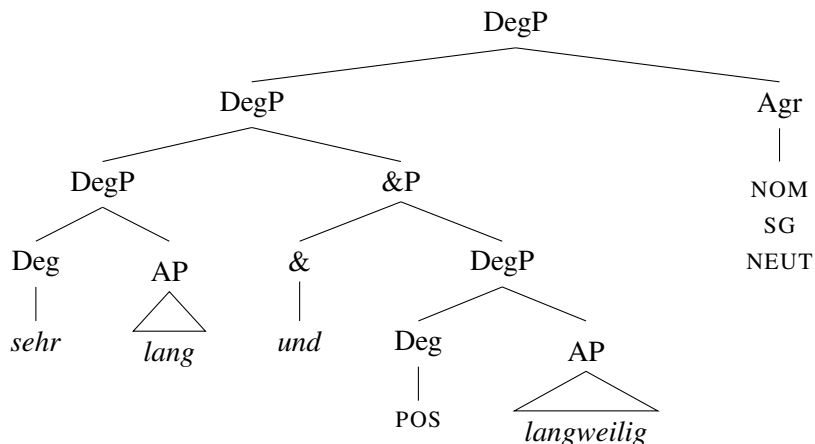 DegP
DegP Agr
DegP &P NOM
SG
Deg AP & DegP NEUT
sehr lang und Deg AP
POS langweilig